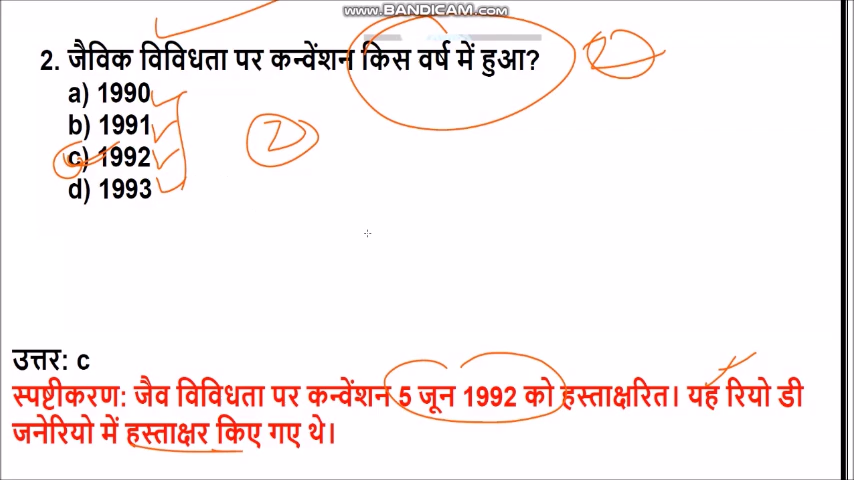 www.BANDICAM.com
2. जैविक विविधता पर कन्वेंशन किस वर्ष में हुआ?
a) 1990
b) 1991
c) 1992
d) 1993
2
उत्तर: c
स्पष्टीकरण: जैव विविधता पर कन्वेंशन 5 जून 1992 को हस्ताक्षरित। यह रियो डी
जनेरियो में हस्ताक्षर किए गए थे।